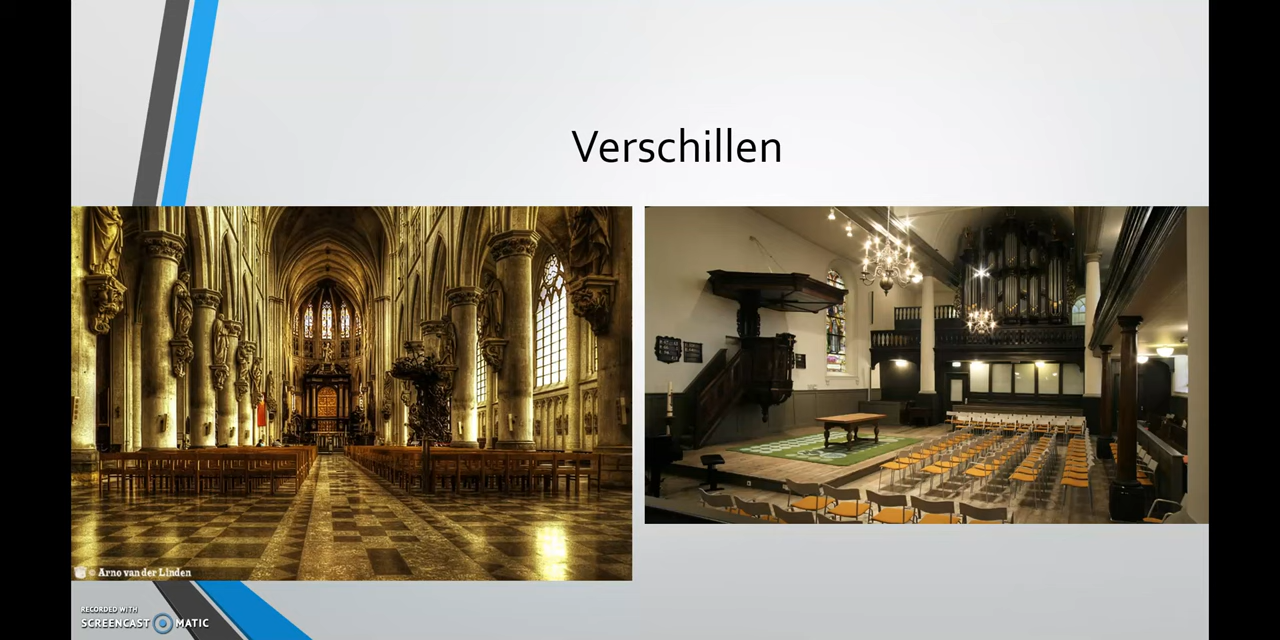 Verschillen
© Arno van der Linden
RECORDED WITH
SCREENCAST MATIC